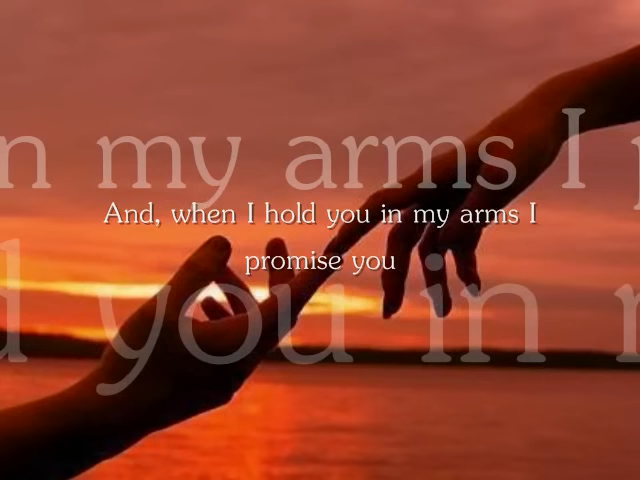 n my arms I p
And, when I hold you in my arms I
promise you
d you in m